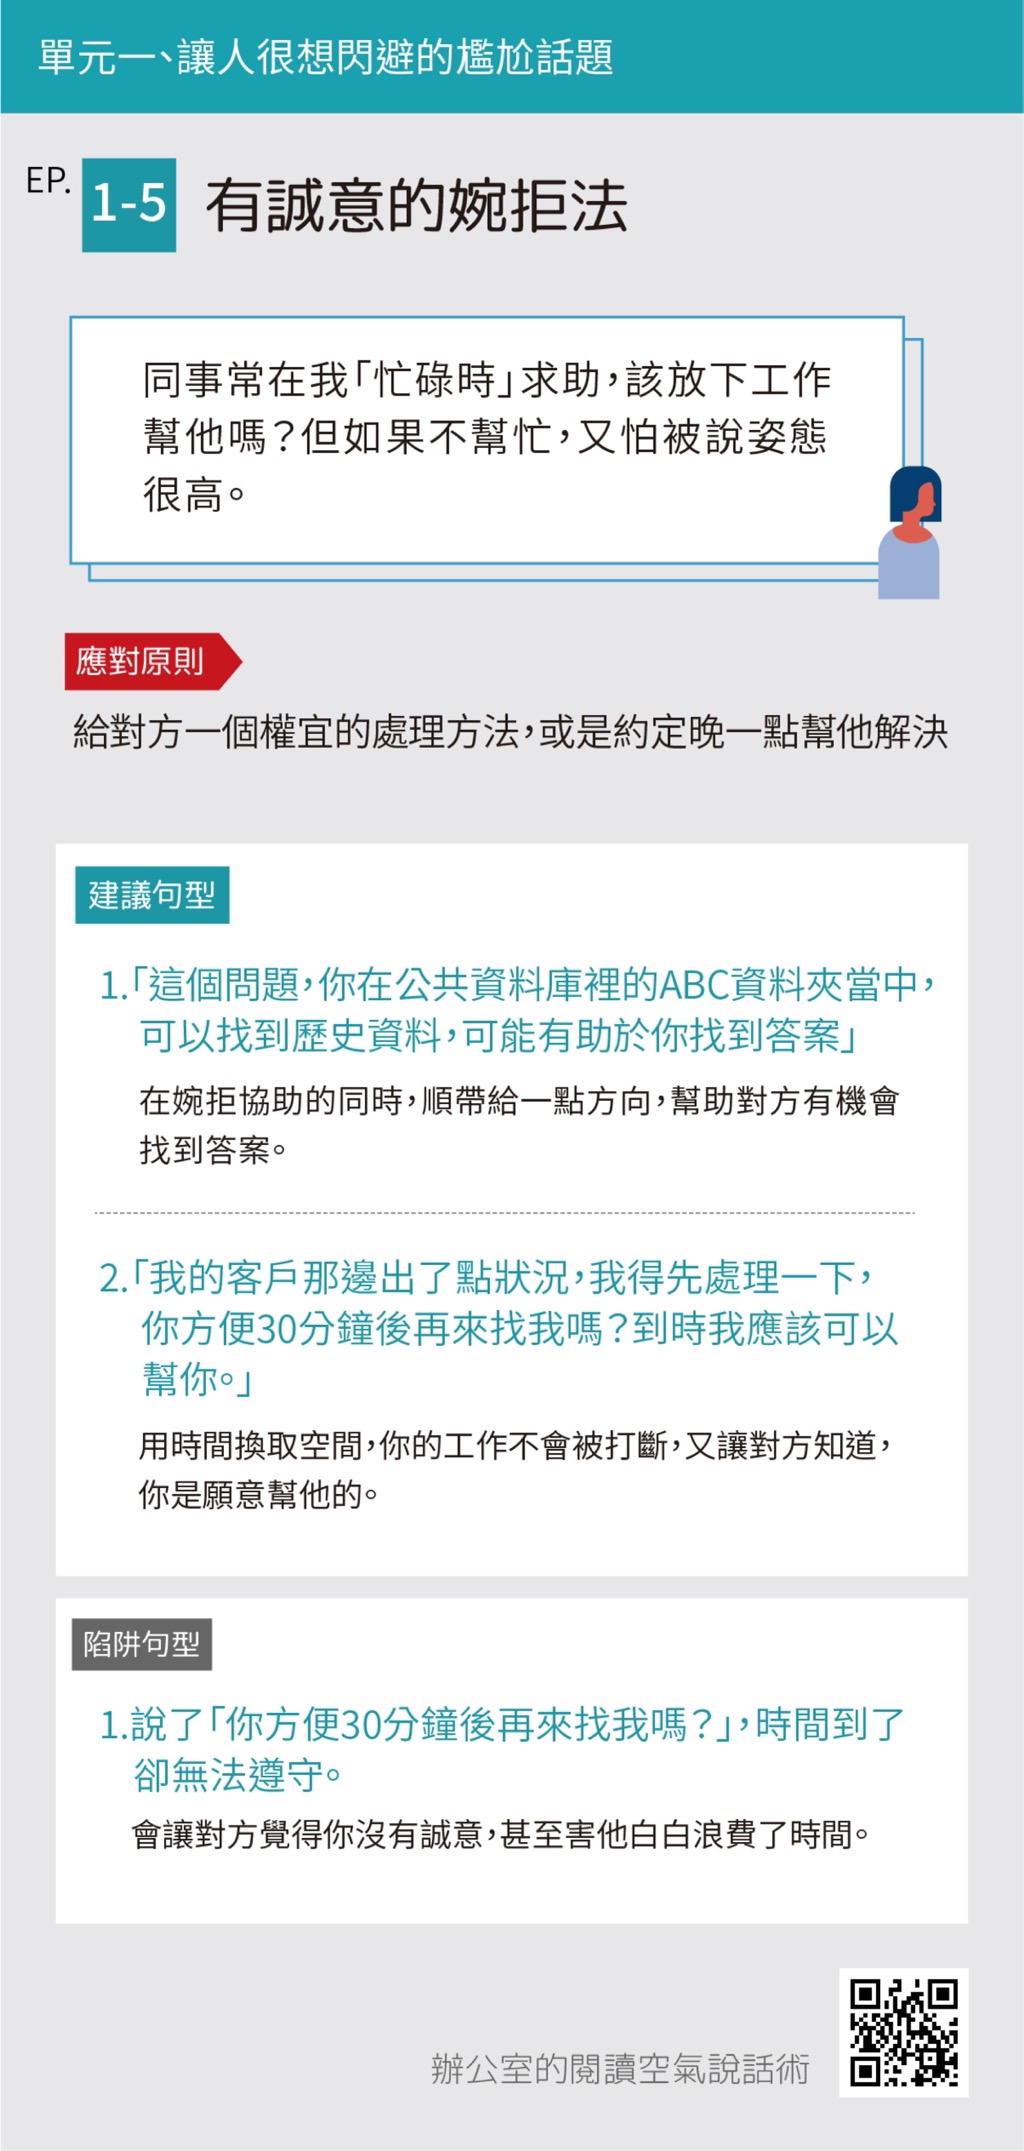 單元一、讓人很想閃避的尷尬話題
EP. 1-5 有誠意的婉拒法
同事常在我「忙碌時」求助，該放下工作
幫他嗎？但如果不幫忙，又怕被說姿態
很高。
應對原則
給對方一個權宜的處理方法，或是約定晚一點幫他解決
建議句型
1.「這個問題，你在公共資料庫裡的ABC資料夾當中，
可以找到歷史資料，可能有助於你找到答案」
在婉拒協助的同時，順帶給一點方向，幫助對方有機會
找到答案。
2.「我的客戶那邊出了點狀況，我得先處理一下，
你方便30分鐘後再來找我嗎？到時我應該可以
幫你。」
用時間換取空間，你的工作不會被打斷，又讓對方知道，
你是願意幫他的。
陷阱句型
1.說了「你方便30分鐘後再來找我嗎？」，時間到了
卻無法遵守。
會讓對方覺得你沒有誠意，甚至害他白白浪費了時間。
辦公室的閱讀空氣說話術